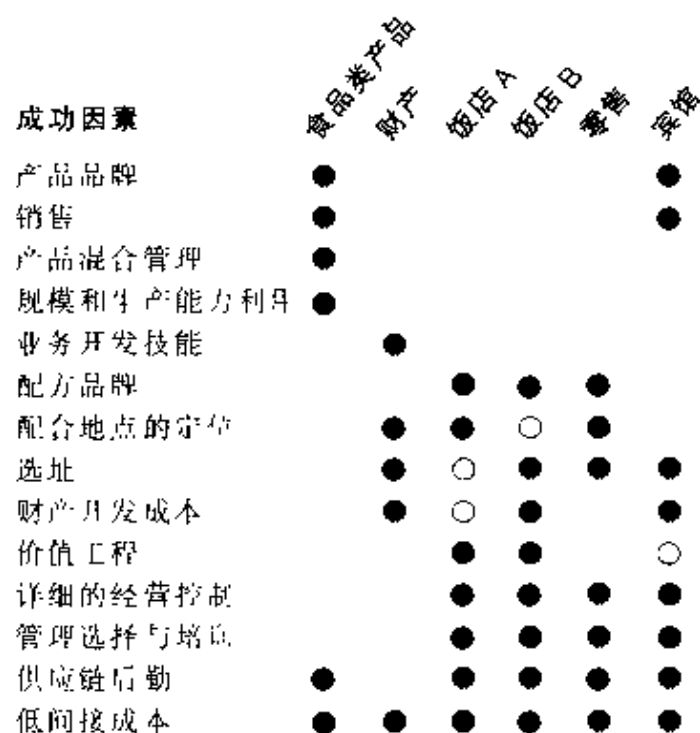 成功因素 食品类产品 财产 饭店 A 饭店 B 零售 宾馆
产品品牌 ● ●
销售 ● ●
产品混合管理 ●
规模和生产能力利用 ●
业务开发技能 ●
配方品牌 ● ● ●
配合地点的定位 ● ● ○ ●
选址 ● ○ ● ● ●
财产开发成本 ● ○ ● ●
价值工程 ● ● ○
详细的经营控制 ● ● ● ●
管理选择与培训 ● ● ● ●
供应链后勤 ● ● ● ● ●
低间接成本 ● ● ● ● ● ●